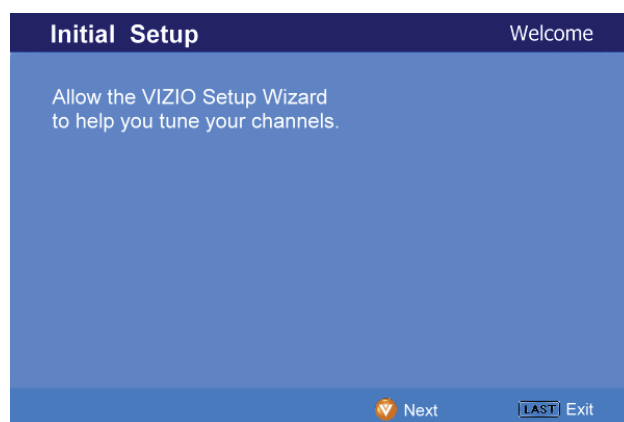 Initial Setup Welcome
Allow the VIZIO Setup Wizard
to help you tune your channels.
V Next LAST Exit